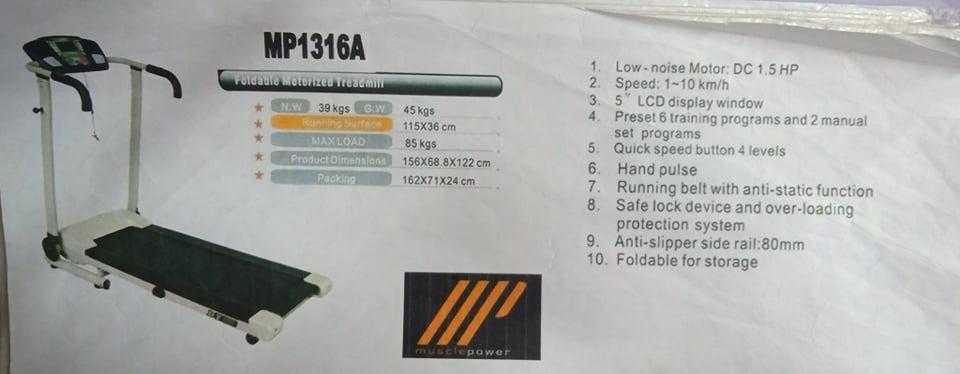 MP1316A
Foldable Motorized Treadmill
N.W 39 kgs G.W 45 kgs
Running Surface 115X36 cm
MAX LOAD 85 kgs
Product Dimensions 156X68.8X122 cm
Packing 162X71X24 cm
1. Low-noise Motor: DC 1.5 HP
2. Speed: 1~10 km/h
3. 5" LCD display window
4. Preset 6 training programs and 2 manual
set programs
5. Quick speed button 4 levels
6. Hand pulse
7. Running belt with anti-static function
8. Safe lock device and over-loading
protection system
9. Anti-slipper side rail:80mm
10. Foldable for storage
musclepower